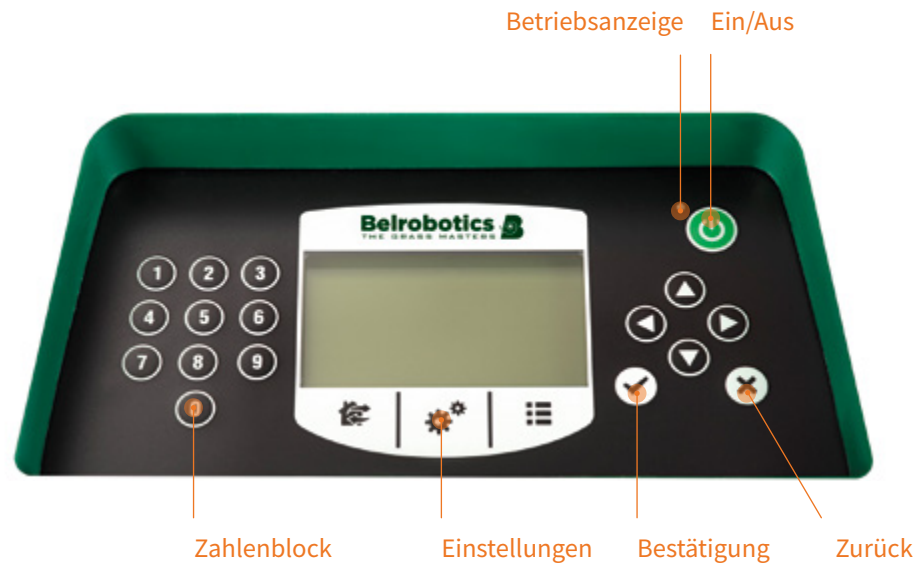 Betriebsanzeige Ein/Aus
Belrobotics
THE GRASS MASTERS
1 2 3
4 5 6
7 8 9
Zahlenblock Einstellungen Bestätigung Zurück